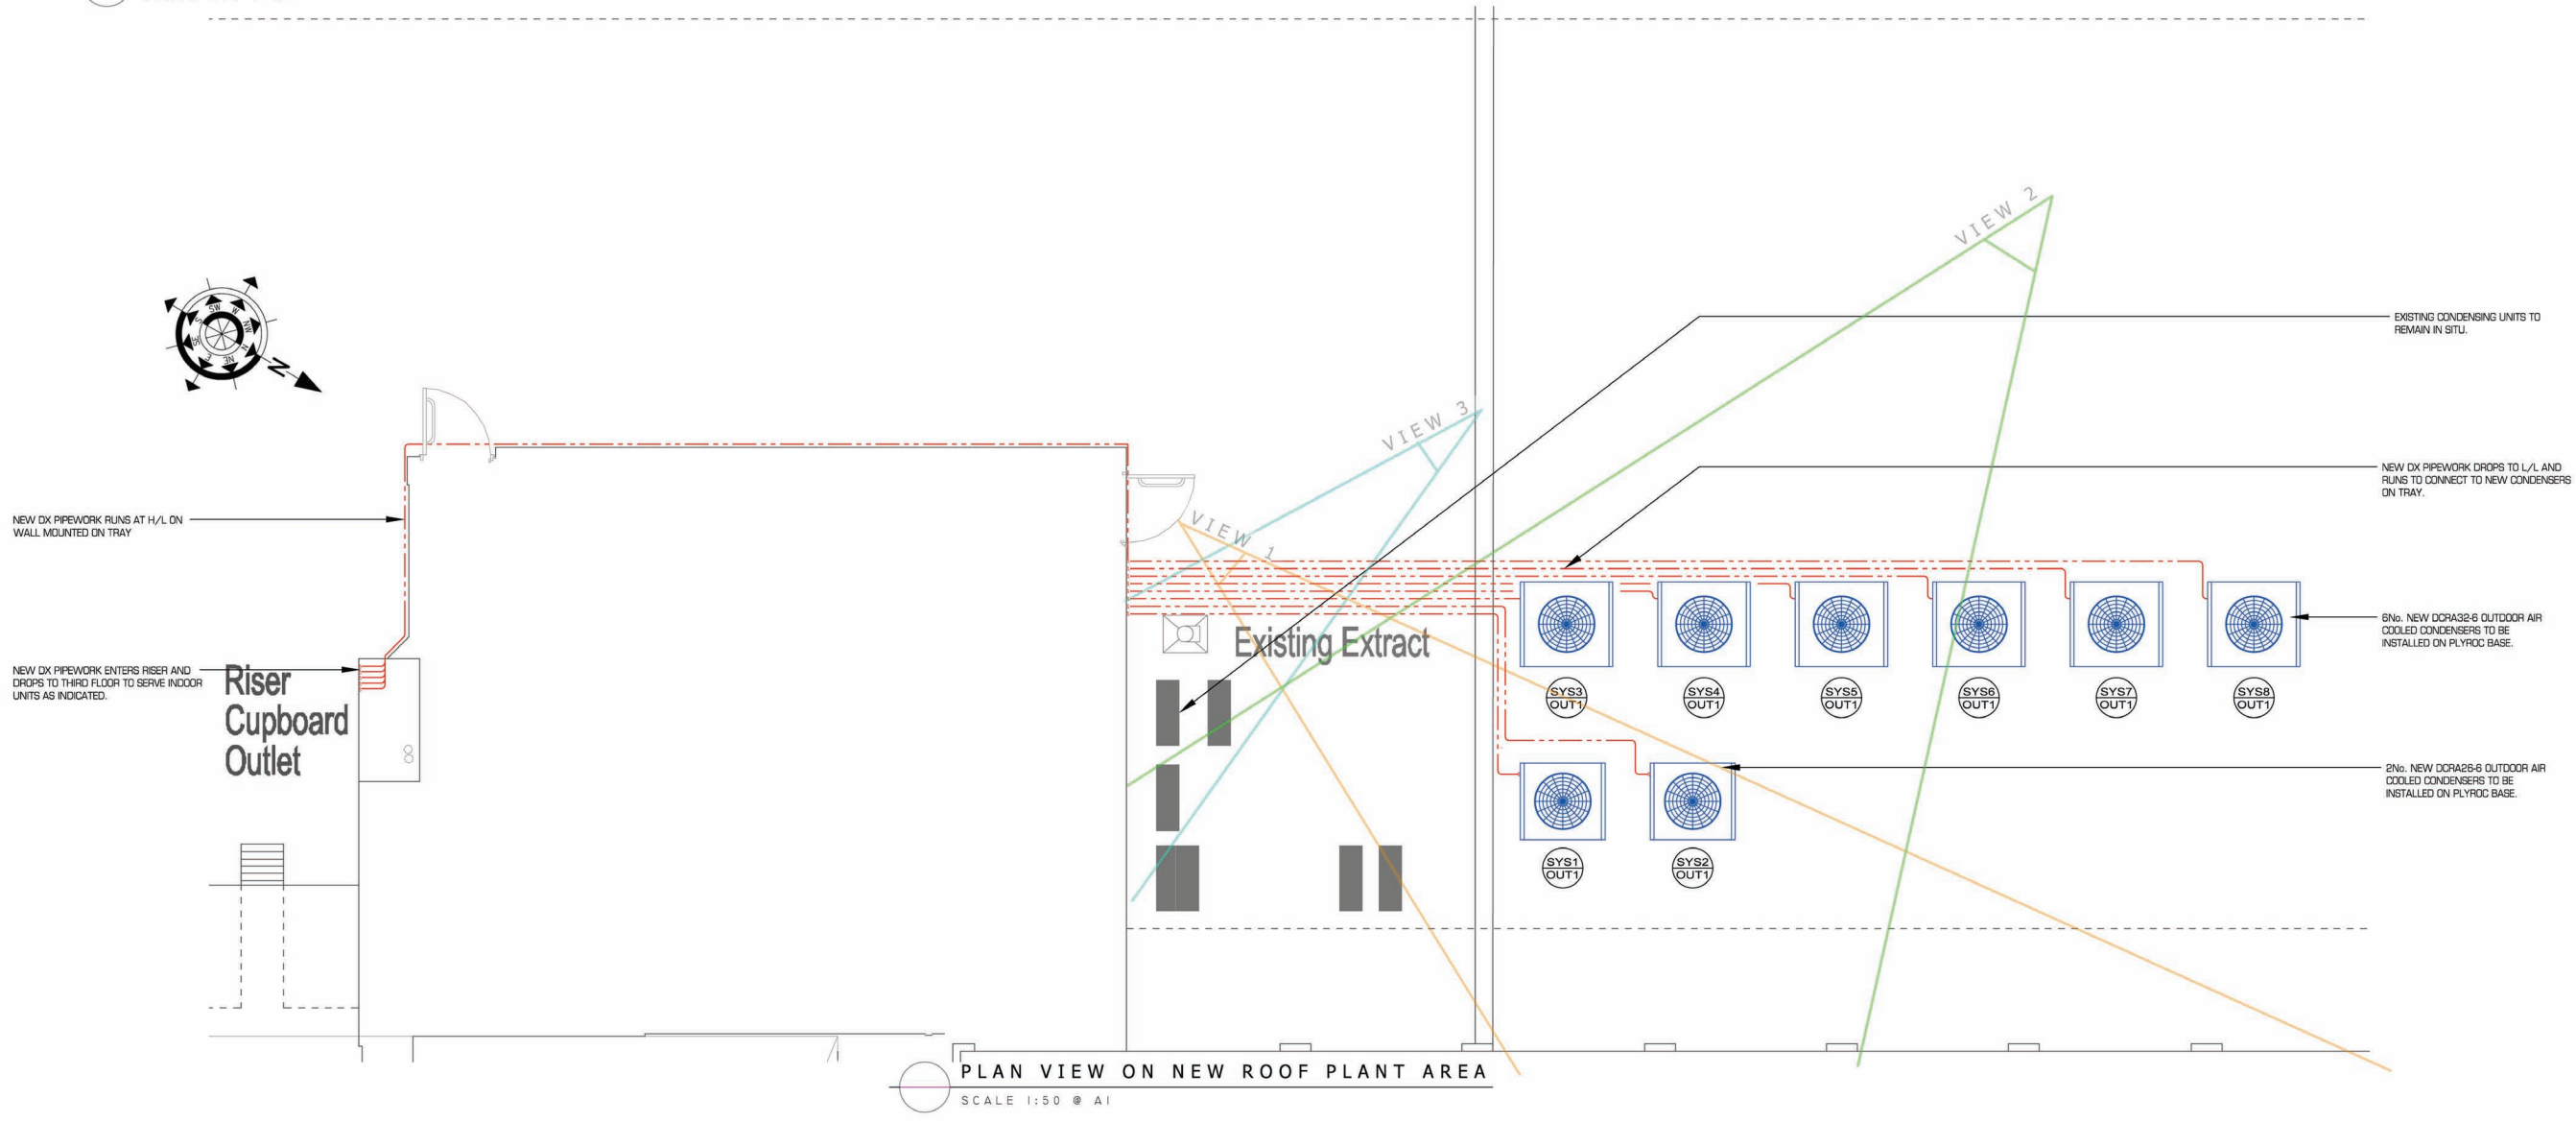 VIEW 2
EXISTING CONDENSING UNITS TO
REMAIN IN SITU.
SW
W
NW
N
NE
E
SE
S
N
VIEW 3
NEW DX PIPEWORK DROPS TO L/L AND
RUNS TO CONNECT TO NEW CONDENSERS
ON TRAY.
NEW DX PIPEWORK RUNS AT H/L ON
WALL MOUNTED ON TRAY
VIEW 1
6No. NEW DCRA32-6 OUTDOOR AIR
COOLED CONDENSERS TO BE
INSTALLED ON PLYROC BASE.
Existing Extract
NEW DX PIPEWORK ENTERS RISER AND
DROPS TO THIRD FLOOR TO SERVE INDOOR
UNITS AS INDICATED.
Riser
Cupboard
Outlet
SYS3
OUT1
SYS4
OUT1
SYS5
OUT1
SYS6
OUT1
SYS7
OUT1
SYS8
OUT1
2No. NEW DCRA26-6 OUTDOOR AIR
COOLED CONDENSERS TO BE
INSTALLED ON PLYROC BASE.
SYS1
OUT1
SYS2
OUT1
PLAN VIEW ON NEW ROOF PLANT AREA
SCALE 1:50 @ A1